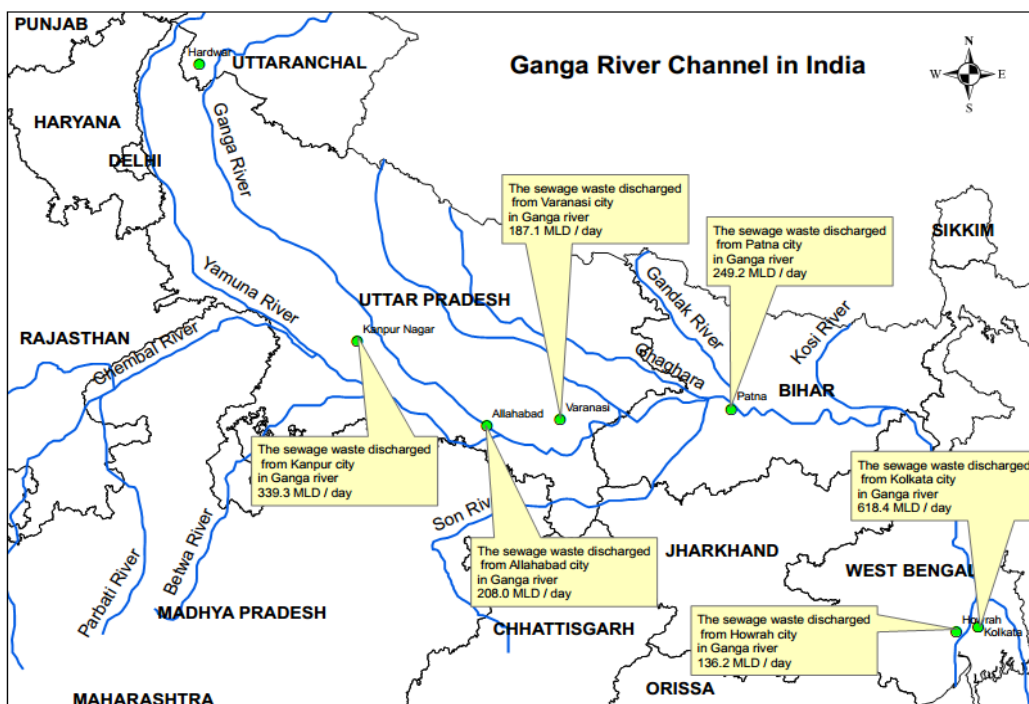 PUNJAB
Hardwar
UTTARANCHAL
Ganga River Channel in India
N
W
E
S
HARYANA
Ganga River
DELHI
The sewage waste discharged
from Varanasi city
in Ganga river
187.1 MLD / day
The sewage waste discharged
from Patna city
in Ganga river
249.2 MLD / day
SIKKIM
Yamuna River
UTTAR PRADESH
Gandak River
Kosi River
RAJASTHAN
Chembal River
Kanpur Nagar
Ghaghara
BIHAR
Patna
Allahabad
Varanasi
The sewage waste discharged
from Kanpur city
in Ganga river
339.3 MLD / day
The sewage waste discharged
from Kolkata city
in Ganga river
618.4 MLD / day
Son Riv
The sewage waste discharged
from Allahabad city
in Ganga river
208.0 MLD / day
JHARKHAND
WEST BENGAL
Parbati River
Betwa River
MADHYA PRADESH
CHHATTISGARH
The sewage waste discharged
from Howrah city
in Ganga river
136.2 MLD / day
Howrah
Kolkata
MAHARASHTRA
ORISSA